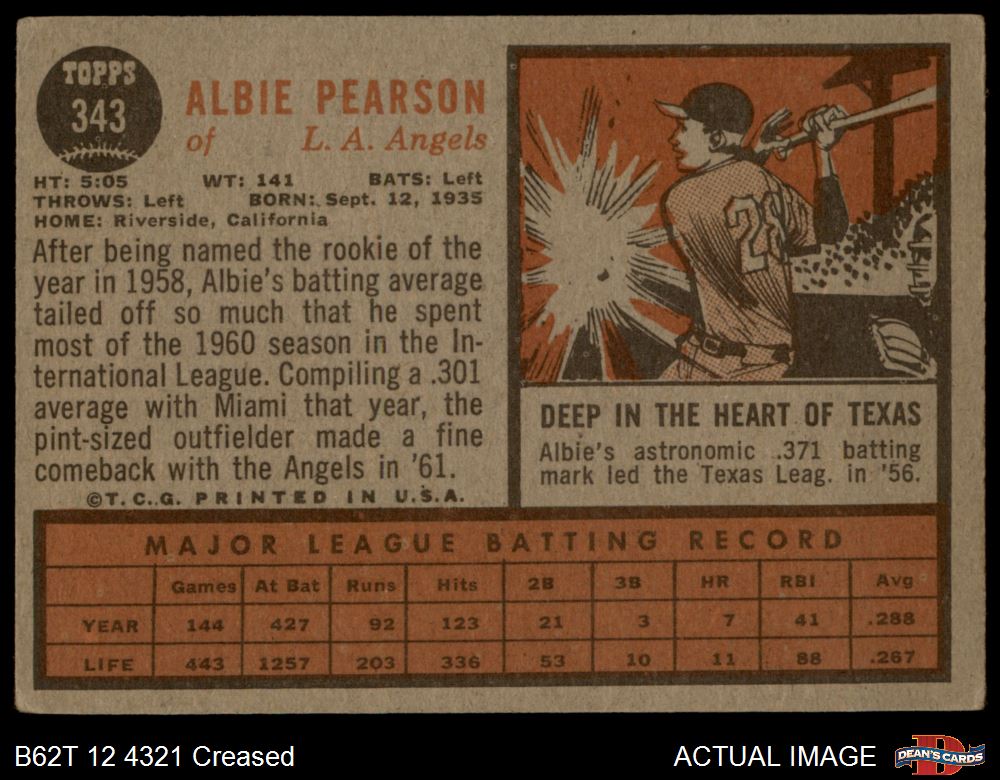 TOPPS
343
ALBIE PEARSON
of L. A. Angels
HT: 5:05 WT: 141 BATS: Left
THROWS: Left BORN: Sept. 12, 1935
HOME: Riverside, California
After being named the rookie of the
year in 1958, Albie's batting average
tailed off so much that he spent
most of the 1960 season in the In-
ternational League. Compiling a .301
average with Miami that year, the
pint-sized outfielder made a fine
comeback with the Angels in '61.
©T.C.G. PRINTED IN U.S.A.
DEEP IN THE HEART OF TEXAS
Albie's astronomic .371 batting
mark led the Texas Leag. in '56.
MAJOR LEAGUE BATTING RECORD
Games At Bat Runs Hits 2B 3B HR RBI Avg
YEAR 144 427 92 123 21 3 7 41 .288
LIFE 443 1257 203 336 53 10 11 88 .267
B62T 12 4321 Creased
ACTUAL IMAGE
DEAN'S CARDS